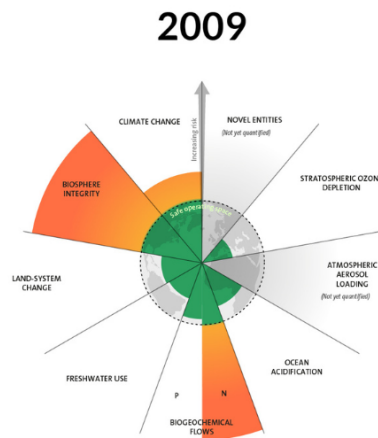 2009
CLIMATE CHANGE
Increasing risk
NOVEL ENTITIES
(Not yet quantified)
STRATOSPHERIC OZON
DEPLETION
BIOSPHERE
INTEGRITY
Safe operating space
LAND-SYSTEM
CHANGE
ATMOSPHERIC
AEROSOL
LOADING
(Not yet quantified)
FRESHWATER USE
P
N
OCEAN
ACIDIFICATION
BIOGEOCHEMICAL
FLOWS